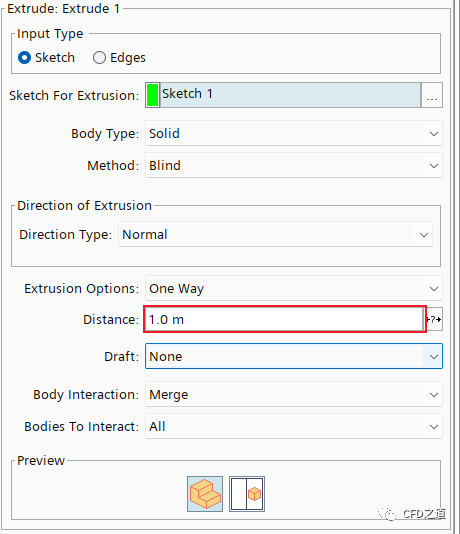 Extrude: Extrude 1
Input Type
Sketch Edges
Sketch For Extrusion: Sketch 1 ...
Body Type: Solid
Method: Blind
Direction of Extrusion
Direction Type: Normal
Extrusion Options: One Way
Distance: 1.0 m +?+
Draft: None
Body Interaction: Merge
Bodies To Interact: All
Preview
CFD之道